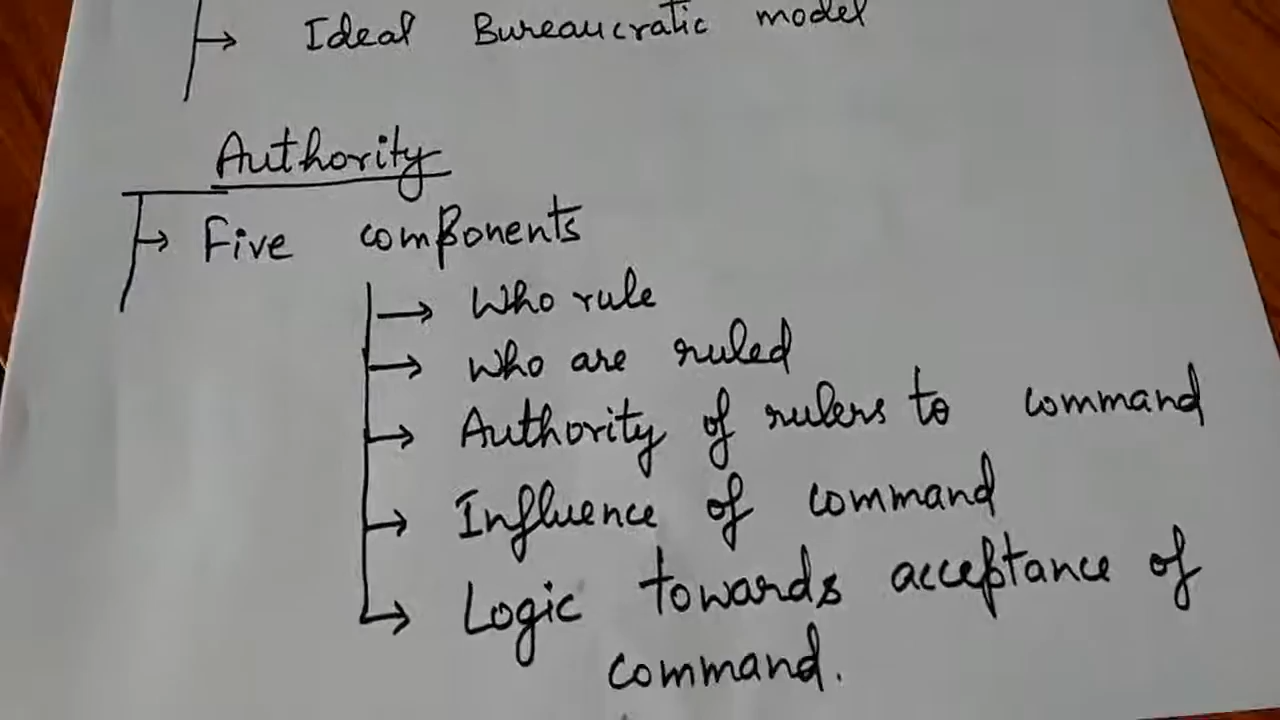 Ideal Bureaucratic model
Authority
Five components
Who rule
who are ruled
Authority of rulers to command
Influence of command
Logic towards acceptance of
command.